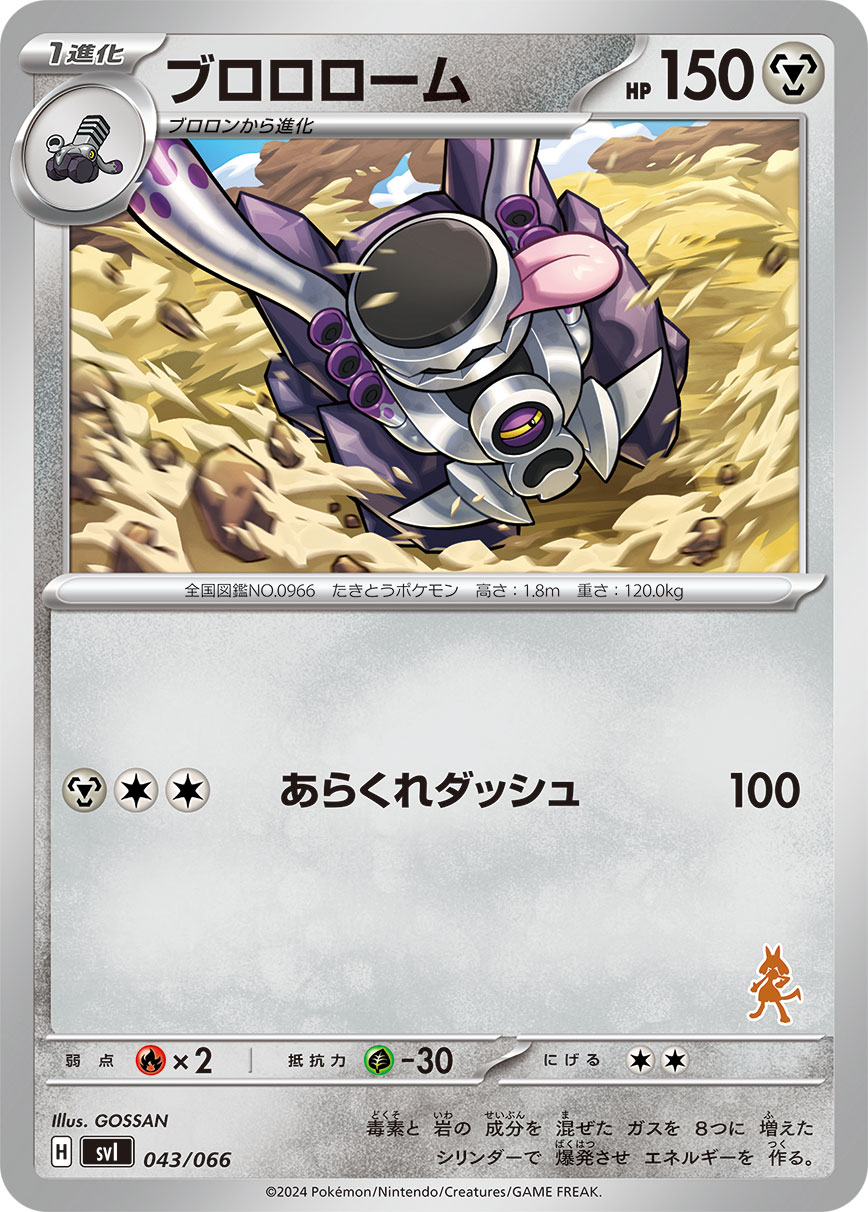 1進化
ブロロローム
HP 150
ブロロンから進化
全国図鑑NO.0966 たきとうポケモン 高さ:1.8m 重さ:120.0kg
あらくれダッシュ 100
弱点 ×2 抵抗力 -30 にげる
Illus. GOSSAN
毒素と 岩の 成分を 混ぜた ガスを 8つに 増えた
シリンダーで 爆発させ エネルギーを 作る。
H svI 043/066
©2024 Pokémon/Nintendo/Creatures/GAME FREAK.